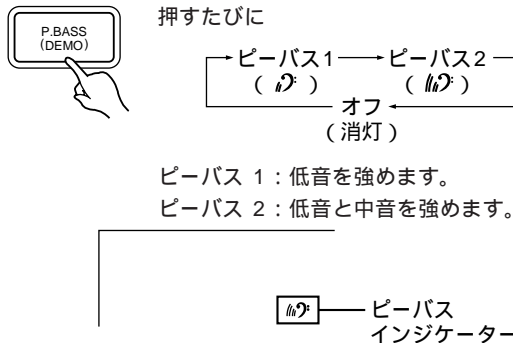 P.BASS
(DEMO)
押すたびに
ピーバス1 ピーバス2
( ) ( )
オフ
(消灯)
ピーバス 1:低音を強めます。
ピーバス 2:低音と中音を強めます。
ピーバス
インジケーター